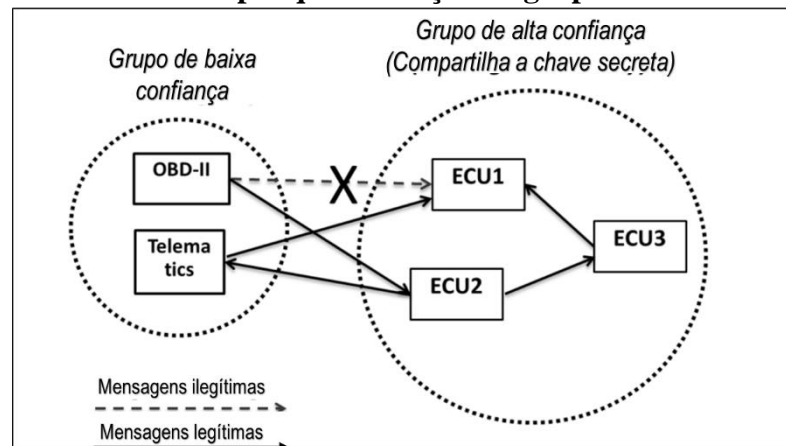 Grupo de baixa
confiança
Grupo de alta confiança
(Compartilha a chave secreta)
OBD-II
X
ECU1
Telema
tics
ECU3
ECU2
Mensagens ilegítimas
Mensagens legítimas